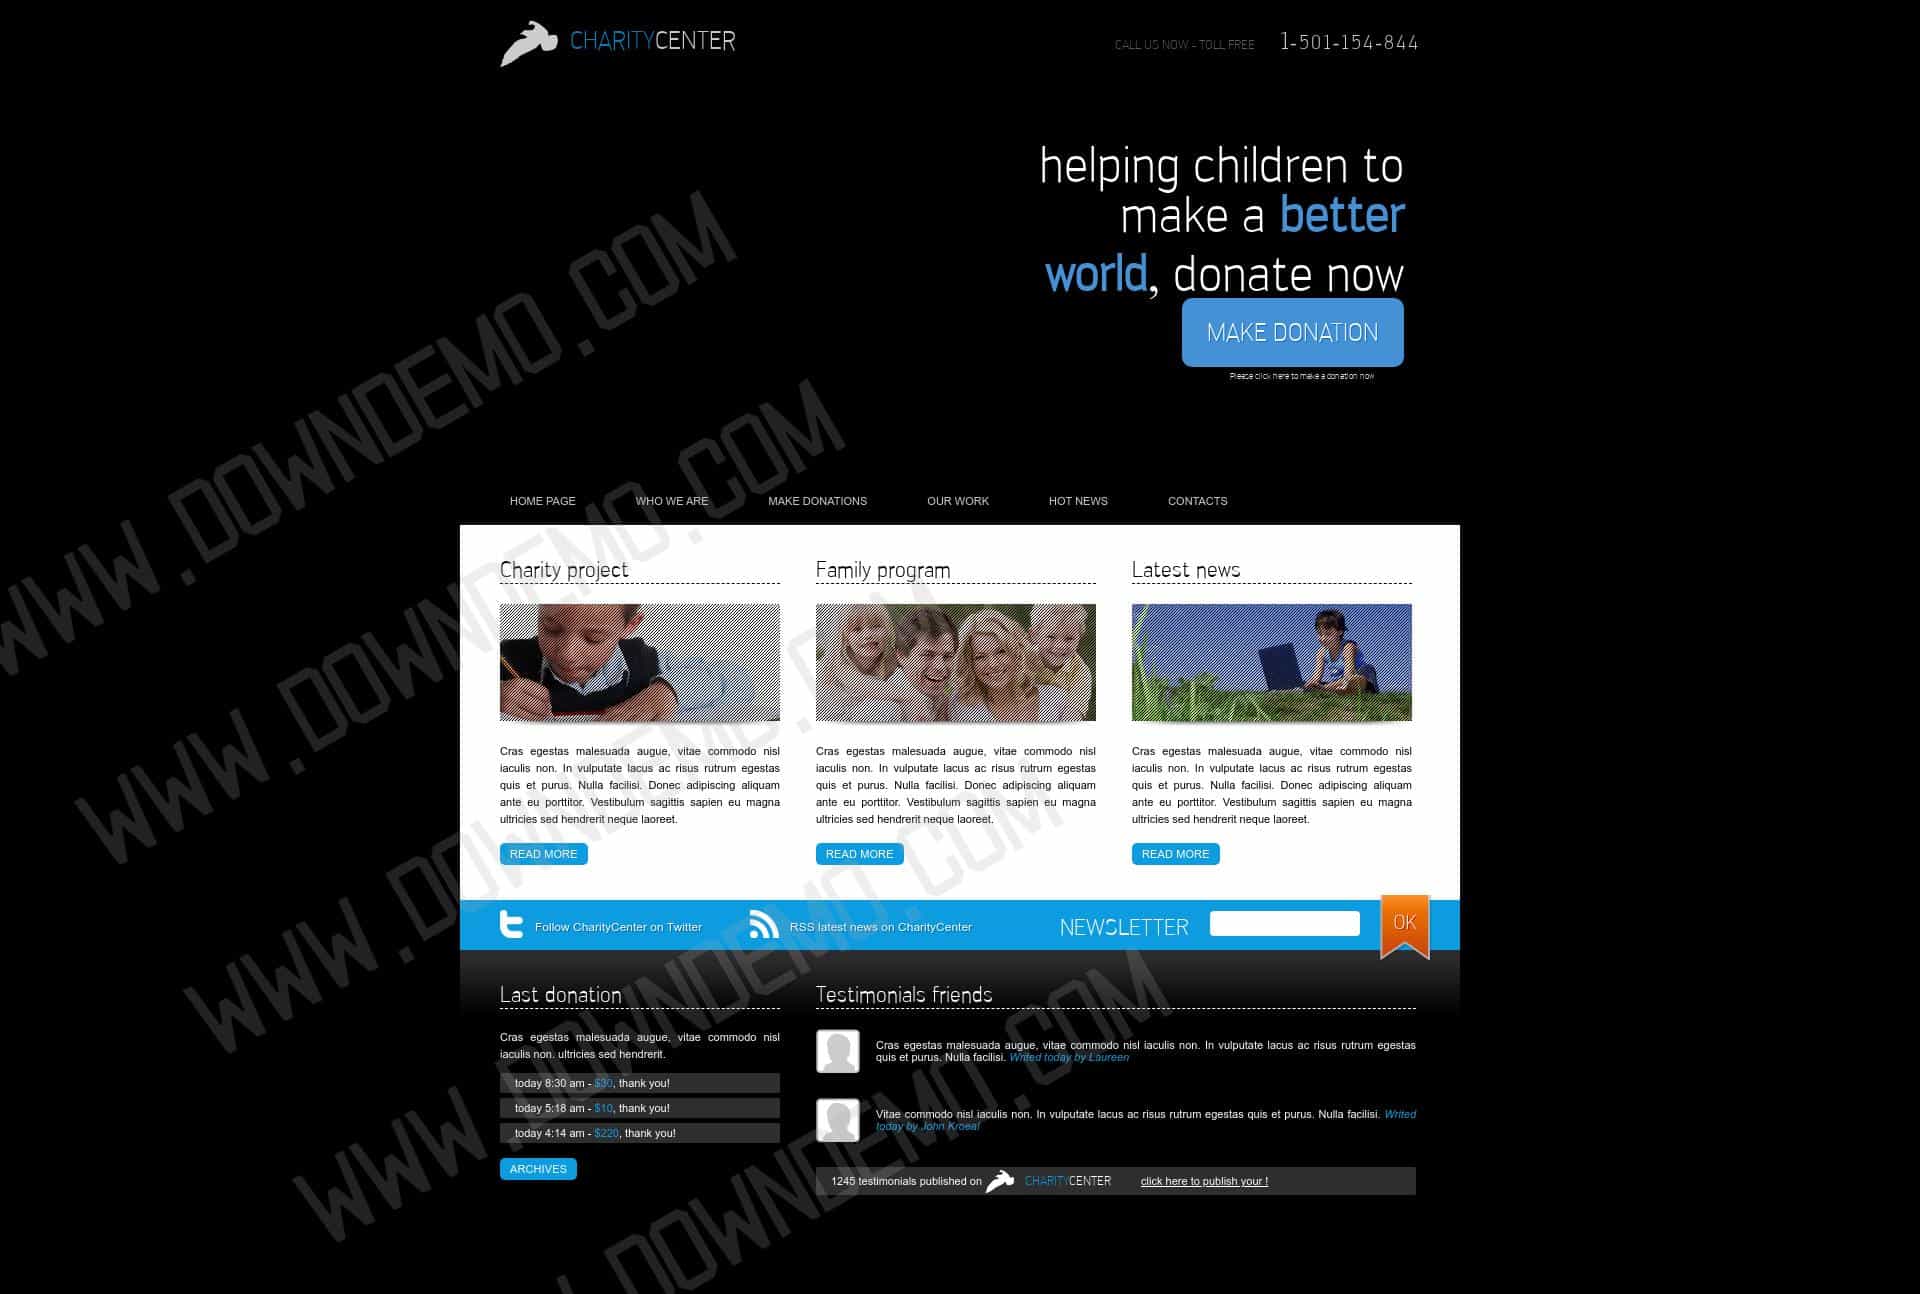 CHARITYCENTER
CALL US NOW - TOLL FREE 1-501-154-844
helping children to
make a better
world, donate now
MAKE DONATION
Please click here to make a donation now
HOME PAGE WHO WE ARE MAKE DONATIONS OUR WORK HOT NEWS CONTACTS
Charity project
Cras egestas malesuada augue, vitae commodo nisl
iaculis non. In vulputate lacus ac risus rutrum egestas
quis et purus. Nulla facilisi. Donec adipiscing aliquam
ante eu porttitor. Vestibulum sagittis sapien eu magna
ultricies sed hendrerit neque laoreet.
READ MORE
Family program
Cras egestas malesuada augue, vitae commodo nisl
iaculis non. In vulputate lacus ac risus rutrum egestas
quis et purus. Nulla facilisi. Donec adipiscing aliquam
ante eu porttitor. Vestibulum sagittis sapien eu magna
ultricies sed hendrerit neque laoreet.
READ MORE
Latest news
Cras egestas malesuada augue, vitae commodo nisl
iaculis non. In vulputate lacus ac risus rutrum egestas
quis et purus. Nulla facilisi. Donec adipiscing aliquam
ante eu porttitor. Vestibulum sagittis sapien eu magna
ultricies sed hendrerit neque laoreet.
READ MORE
Follow CharityCenter on Twitter
RSS latest news on CharityCenter
NEWSLETTER
OK
Last donation
Cras egestas malesuada augue, vitae commodo nisl
iaculis non. ultricies sed hendrerit.
today 8:30 am - $30, thank you!
today 5:18 am - $10, thank you!
today 4:14 am - $220, thank you!
ARCHIVES
Testimonials friends
Cras egestas malesuada augue, vitae commodo nisl iaculis non. In vulputate lacus ac risus rutrum egestas
quis et purus. Nulla facilisi. Writed today by Laureen
Vitae commodo nisl iaculis non. In vulputate lacus ac risus rutrum egestas quis et purus. Nulla facilisi. Writed
today by John Kroeal
1245 testimonials published on CHARITYCENTER click here to publish your !
WWW.DOWNDEMO.COM
WWW.DOWNDEMO.COM
WWW.DOWNDEMO.COM
WWW.DOWNDEMO.COM
.DOWNDEMO.COM